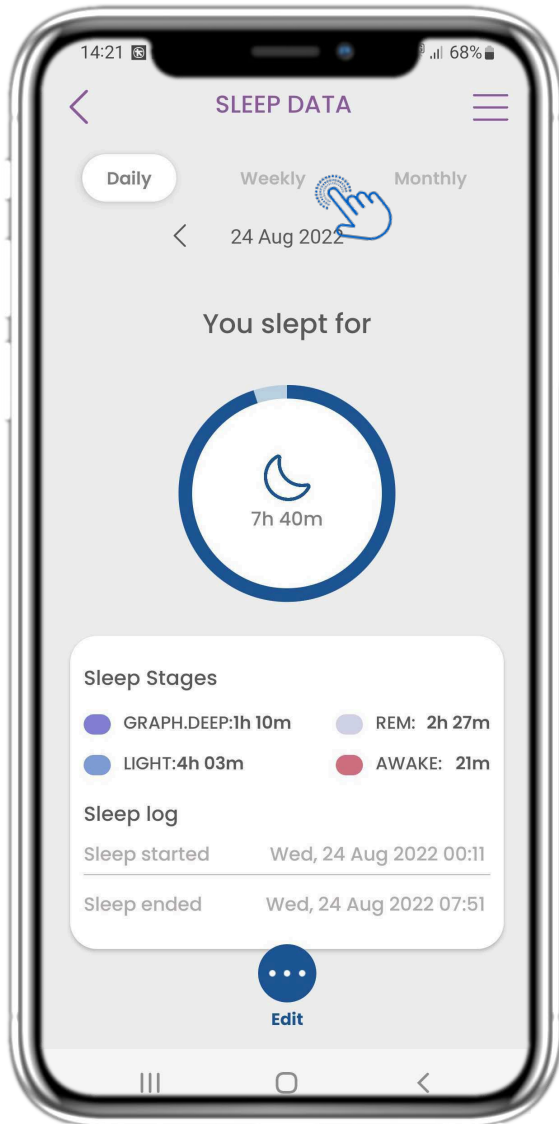 14:21 68%
SLEEP DATA
Daily Weekly Monthly
24 Aug 2022
You slept for
7h 40m
Sleep Stages
GRAPH.DEEP:1h 10m REM: 2h 27m
LIGHT:4h 03m AWAKE: 21m
Sleep log
Sleep started Wed, 24 Aug 2022 00:11
Sleep ended Wed, 24 Aug 2022 07:51
Edit